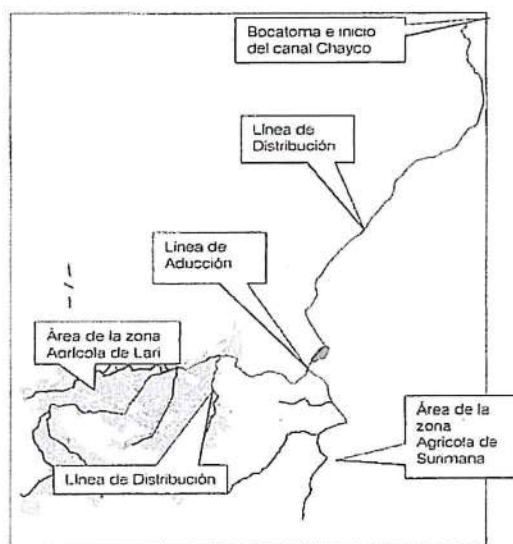 Bocatoma e inicio
del canal Chayco
Línea de
Distribución
Línea de
Aducción
Área de la zona
Agrícola de Lari
Área de la
zona
Agrícola de
Surimana
Línea de Distribución